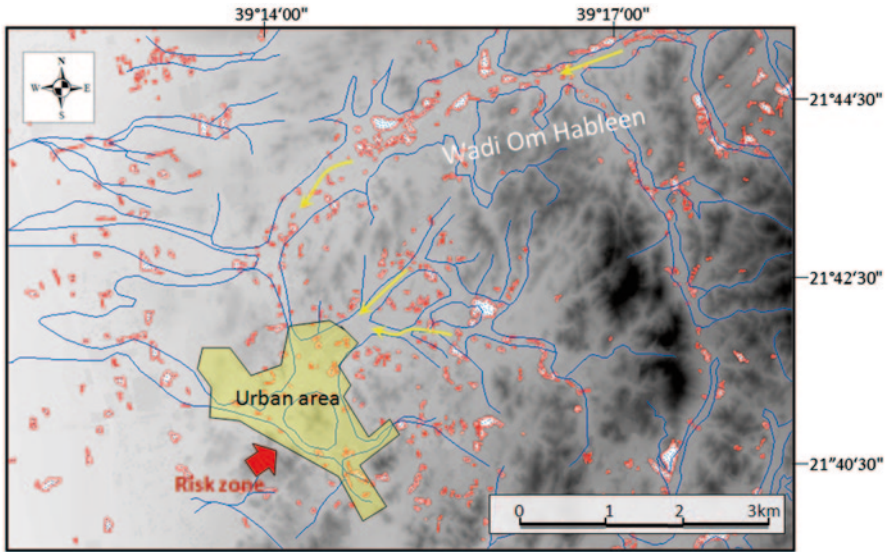 39°14'00" 39°17'00"
N
W E
S
21°44'30"
Wadi Om Hableen
21°42'30"
Urban area
Risk zone
21°40'30"
0 1 2 3km